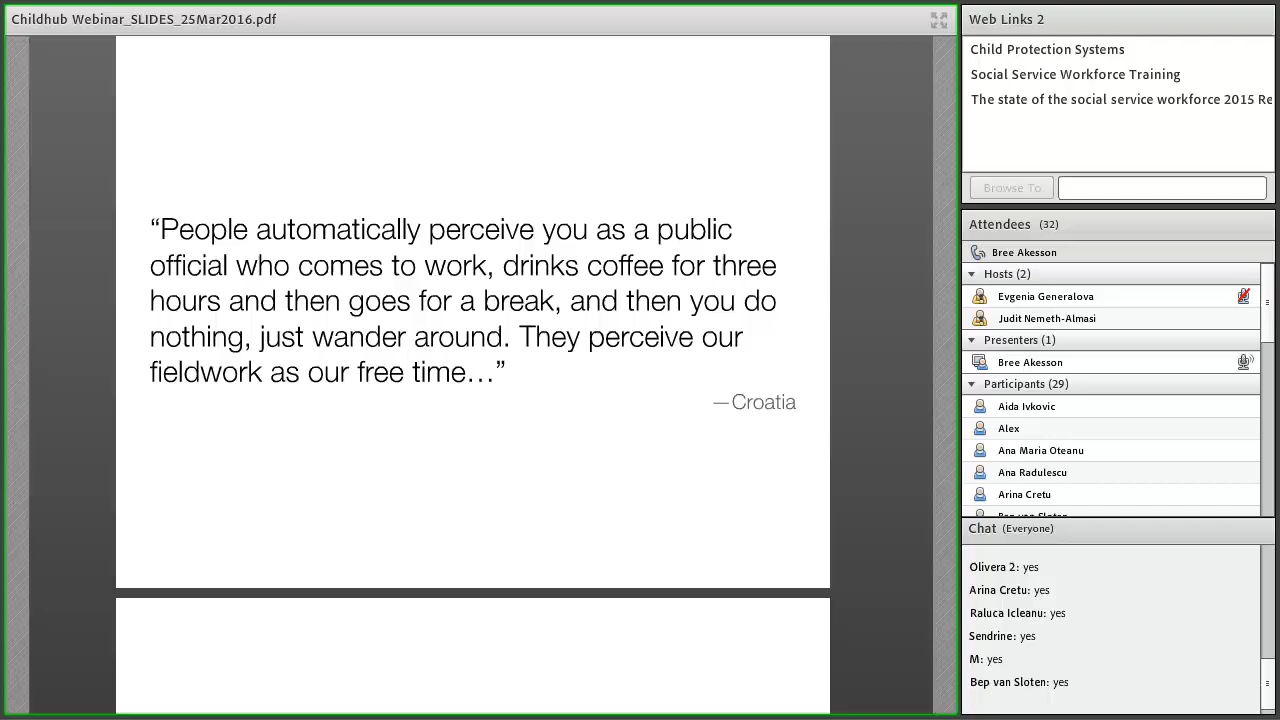 Childhub Webinar_SLIDES_25Mar2016.pdf
“People automatically perceive you as a public
official who comes to work, drinks coffee for three
hours and then goes for a break, and then you do
nothing, just wander around. They perceive our
fieldwork as our free time…”
—Croatia
Web Links 2
Child Protection Systems
Social Service Workforce Training
The state of the social service workforce 2015 Re
Browse To
Attendees (32)
Bree Akesson
Hosts (2)
Evgenia Generalova
Judit Nemeth-Almasi
Presenters (1)
Bree Akesson
Participants (29)
Aida Ivkovic
Alex
Ana Maria Oteanu
Ana Radulescu
Arina Cretu
Bep van Sloten
Chat (Everyone)
Olivera 2: yes
Arina Cretu: yes
Raluca Icleanu: yes
Sendrine: yes
M: yes
Bep van Sloten: yes